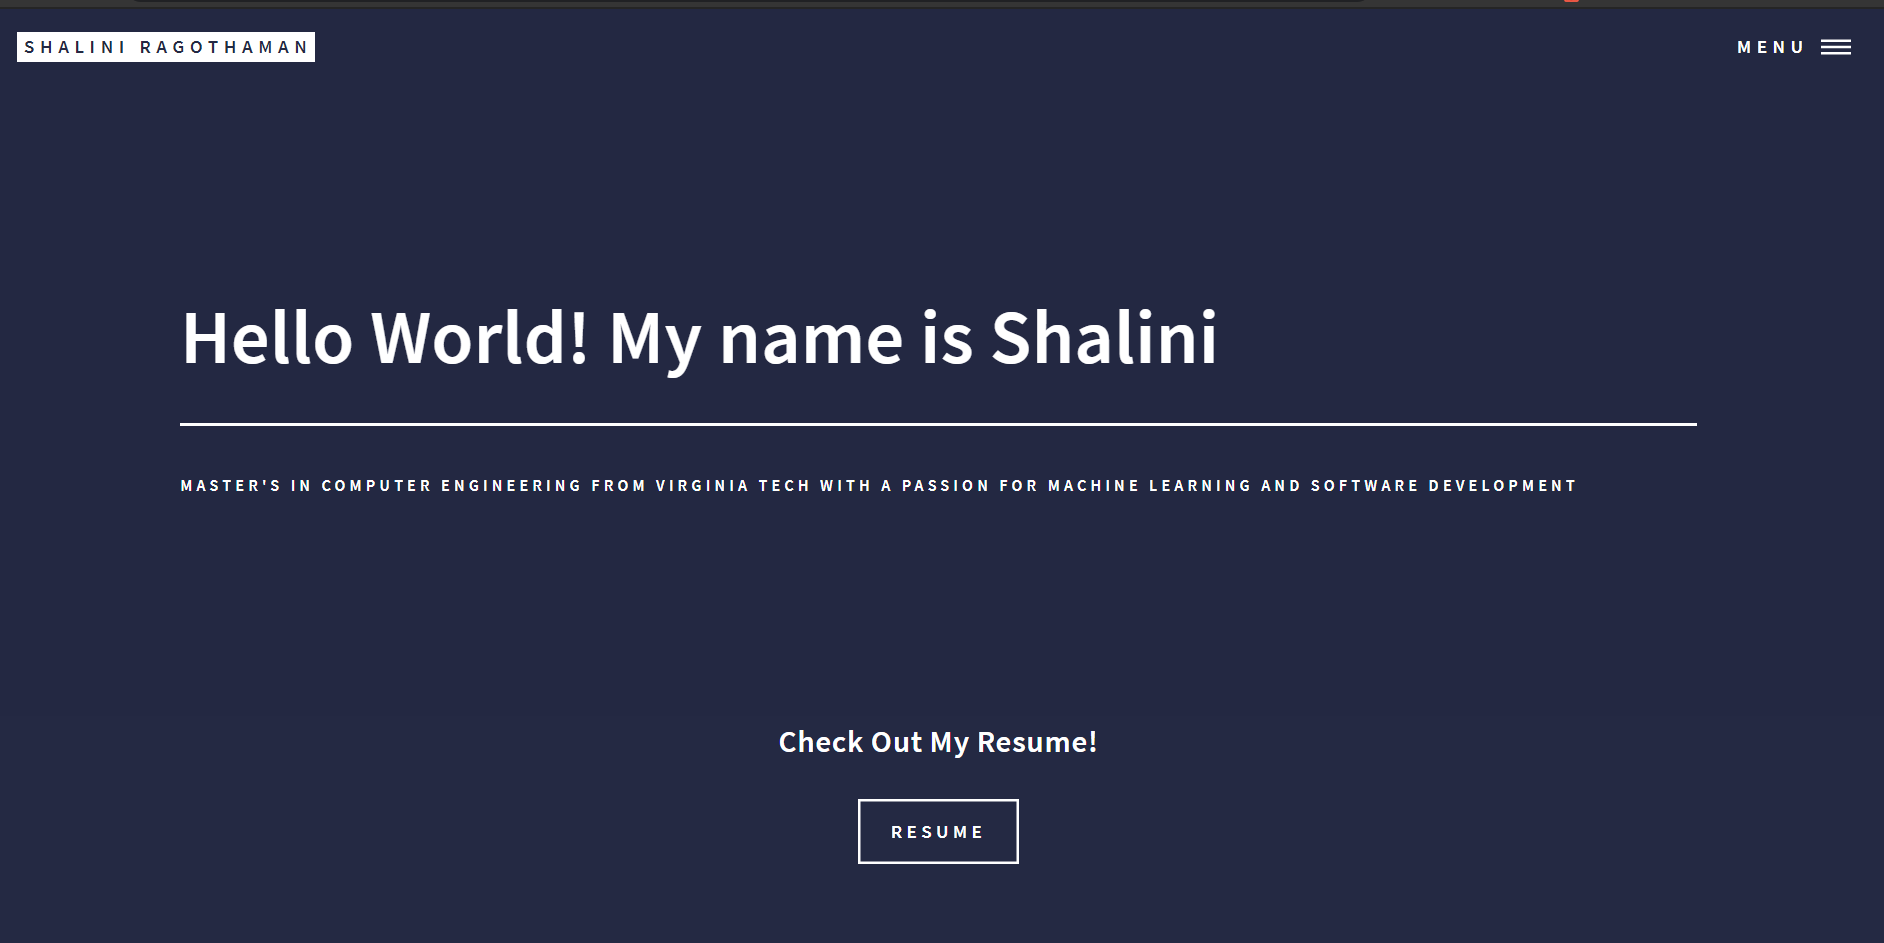 SHALINI RAGOTHAMAN
MENU
Hello World! My name is Shalini
MASTER'S IN COMPUTER ENGINEERING FROM VIRGINIA TECH WITH A PASSION FOR MACHINE LEARNING AND SOFTWARE DEVELOPMENT
Check Out My Resume!
RESUME